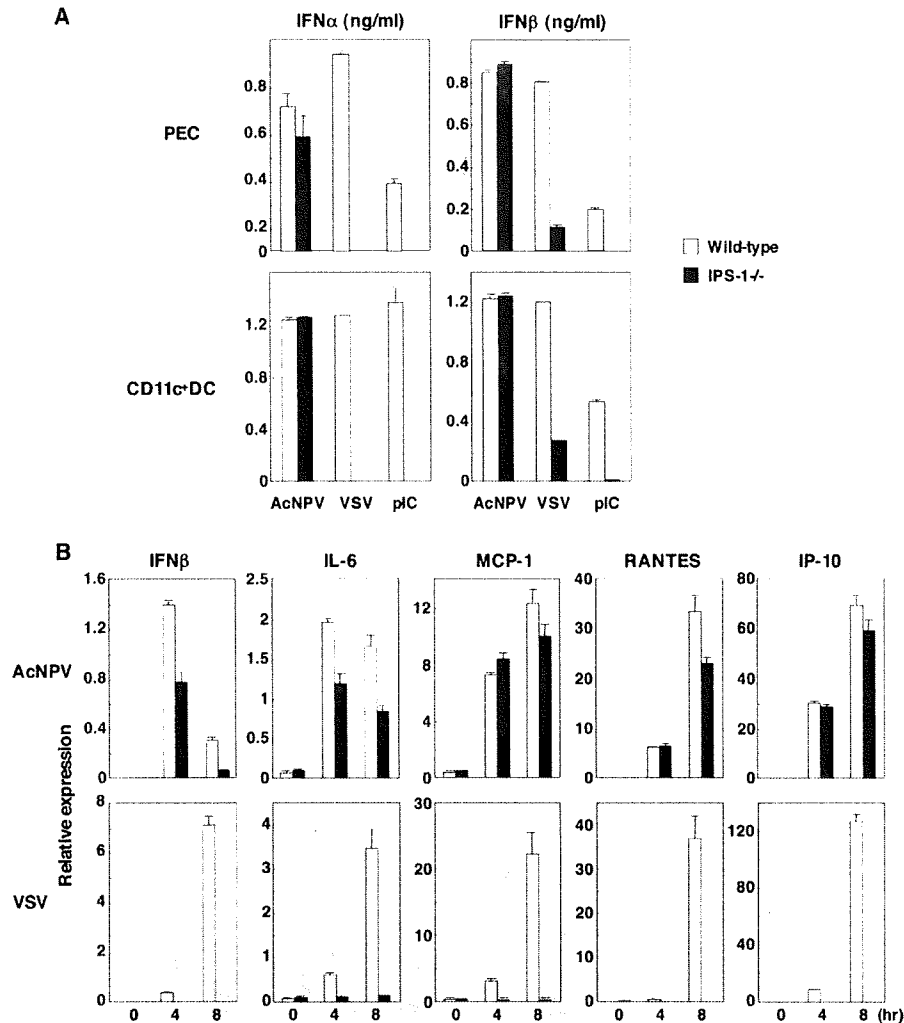 A
IFNα (ng/ml)
IFNβ (ng/ml)
PEC
0.8
0.6
0.4
0.2
0
0.8
0.6
0.4
0.2
0
Wild-type
IPS-1-/-
CD11c+DC
1.2
0.8
0.4
0
1.2
0.8
0.4
0
AcNPV VSV pIC
AcNPV VSV pIC
B
IFNβ
IL-6
MCP-1
RANTES
IP-10
Relative expression
AcNPV
1.6
1.2
0.8
0.4
0
2.5
2
1.5
1
0.5
0
12
8
4
0
40
30
20
10
0
80
60
40
20
0
VSV
8
6
4
2
0
4
3
2
1
0
30
20
10
0
40
30
20
10
0
120
80
40
0
0 4 8
0 4 8
0 4 8
0 4 8
0 4 8 (hr)